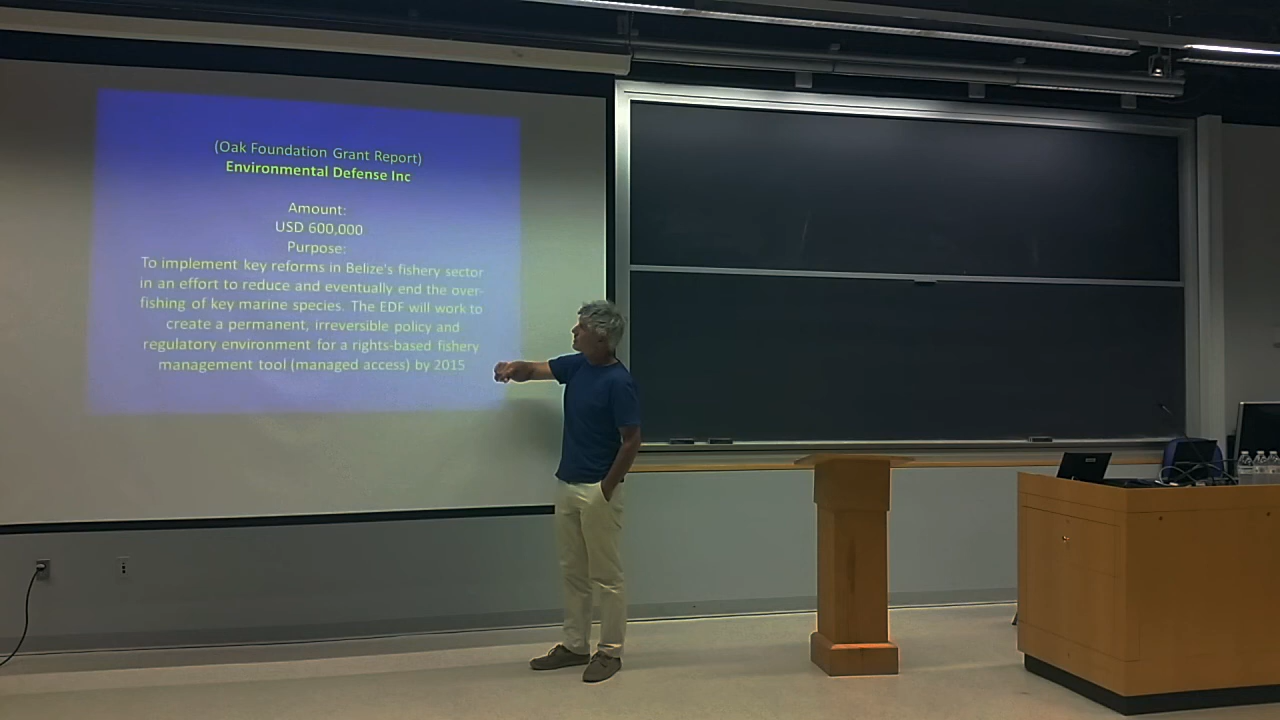 (Oak Foundation Grant Report)
Environmental Defense Inc
Amount:
USD 600,000
Purpose:
To implement key reforms in Belize's fishery sector
in an effort to reduce and eventually end the over-
fishing of key marine species. The EDF will work to
create a permanent, irreversible policy and
regulatory environment for a rights-based fishery
management tool (managed access) by 2015